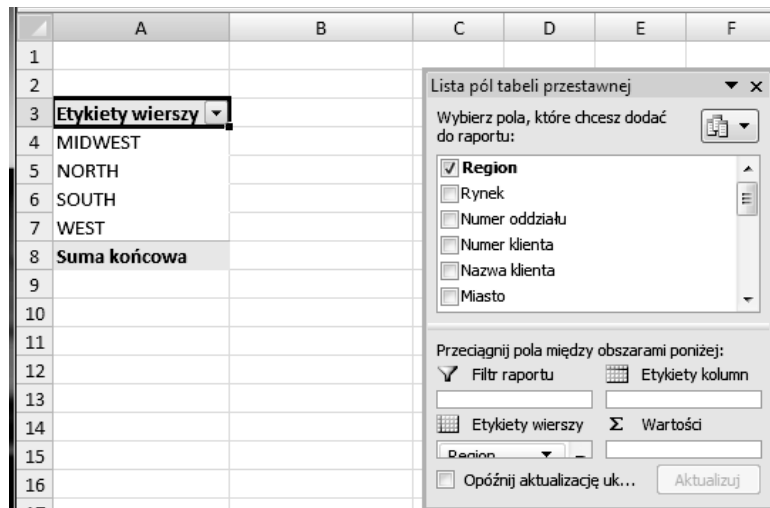 A B C D E F
1
2
3 Etykiety wierszy
4 MIDWEST
5 NORTH
6 SOUTH
7 WEST
8 Suma końcowa
9
10
11
12
13
14
15
16
17
Lista pól tabeli przestawnej
Wybierz pola, które chcesz dodać
do raportu:
Region
Rynek
Numer oddziału
Numer klienta
Nazwa klienta
Miasto
Przeciągnij pola między obszarami poniżej:
Filtr raportu Etykiety kolumn
Etykiety wierszy Σ Wartości
Region
Opóźnij aktualizację uk... Aktualizuj